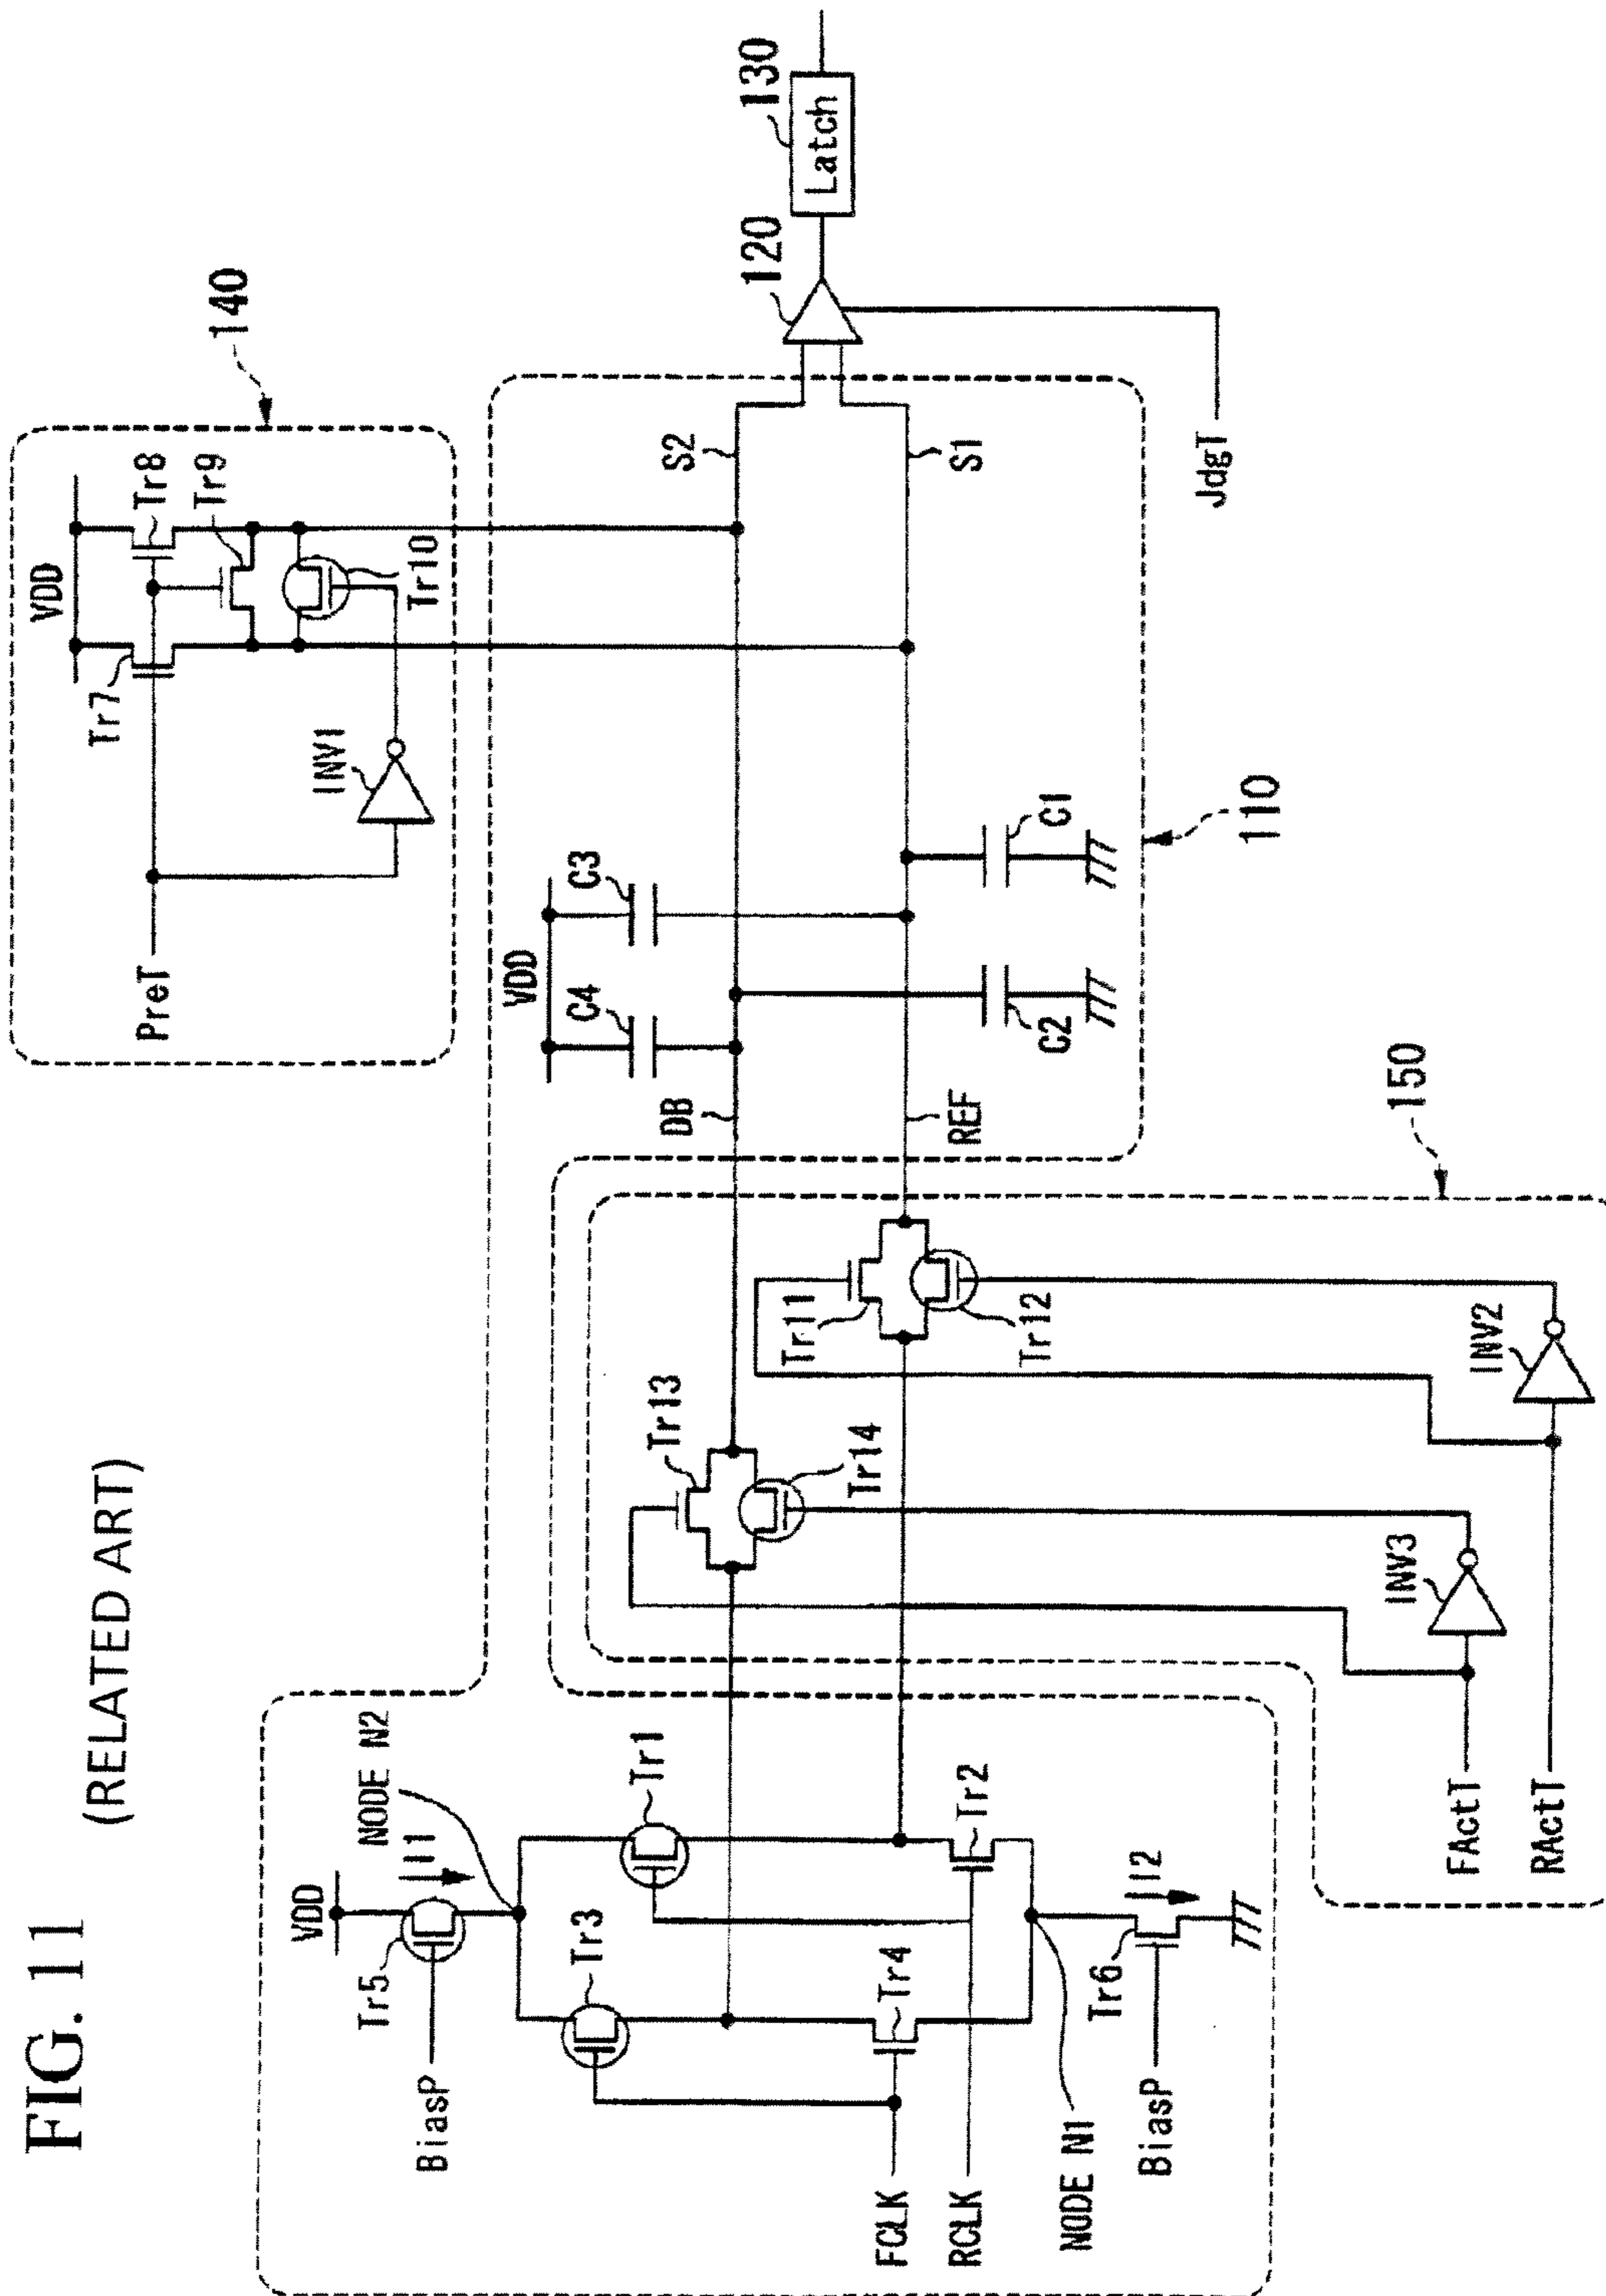 FIG. 11
(RELATED ART)
140
VDD
Tr7
Tr8
Tr9
Tr10
INV1
PreT
120
130
Latch
JdgT
S2
S1
VDD
C4
C3
C2
C1
DB
REF
110
150
Tr13
Tr14
Tr11
Tr12
INV3
INV2
FActT
RActT
VDD
NODE N2
I1
Tr5
BiasP
Tr3
Tr1
Tr4
Tr2
FCLK
RCLK
NODE N1
Tr6
I2
BiasP